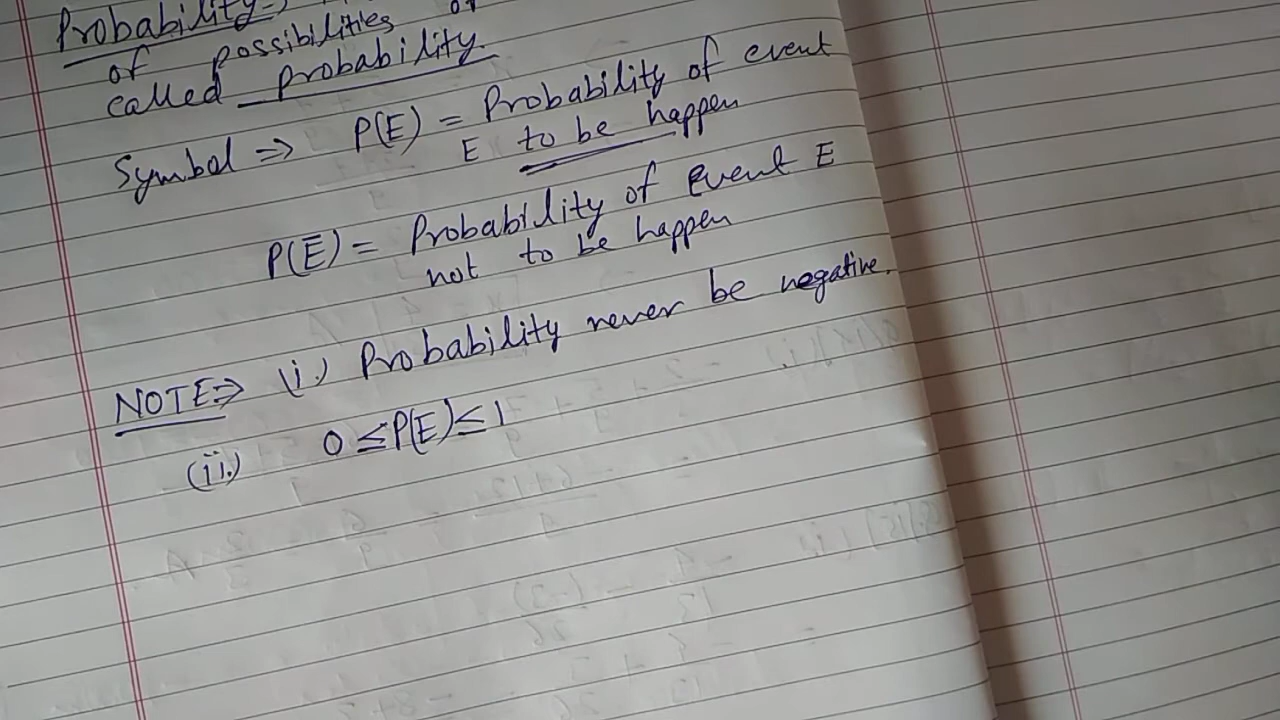 Probability ⇒
of possibilities of
called probability.
Symbol ⇒ P(E) = Probability of event
E to be happen
P(Ē) = Probability of event E
not to be happen
NOTE ⇒ (i.) Probability never be negative.
(ii.) 0 ≤ P(E) ≤ 1